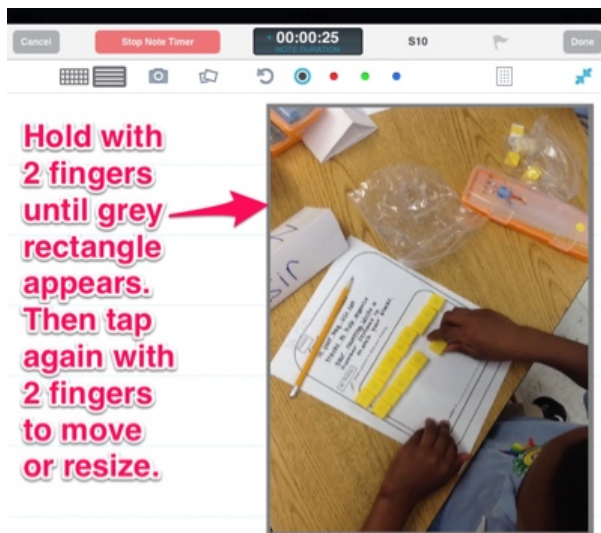 Cancel
Stop Note Timer
+ 00:00:25
NOTE DURATION
S10
Done
Hold with
2 fingers
until grey
rectangle
appears.
Then tap
again with
2 fingers
to move
or resize.